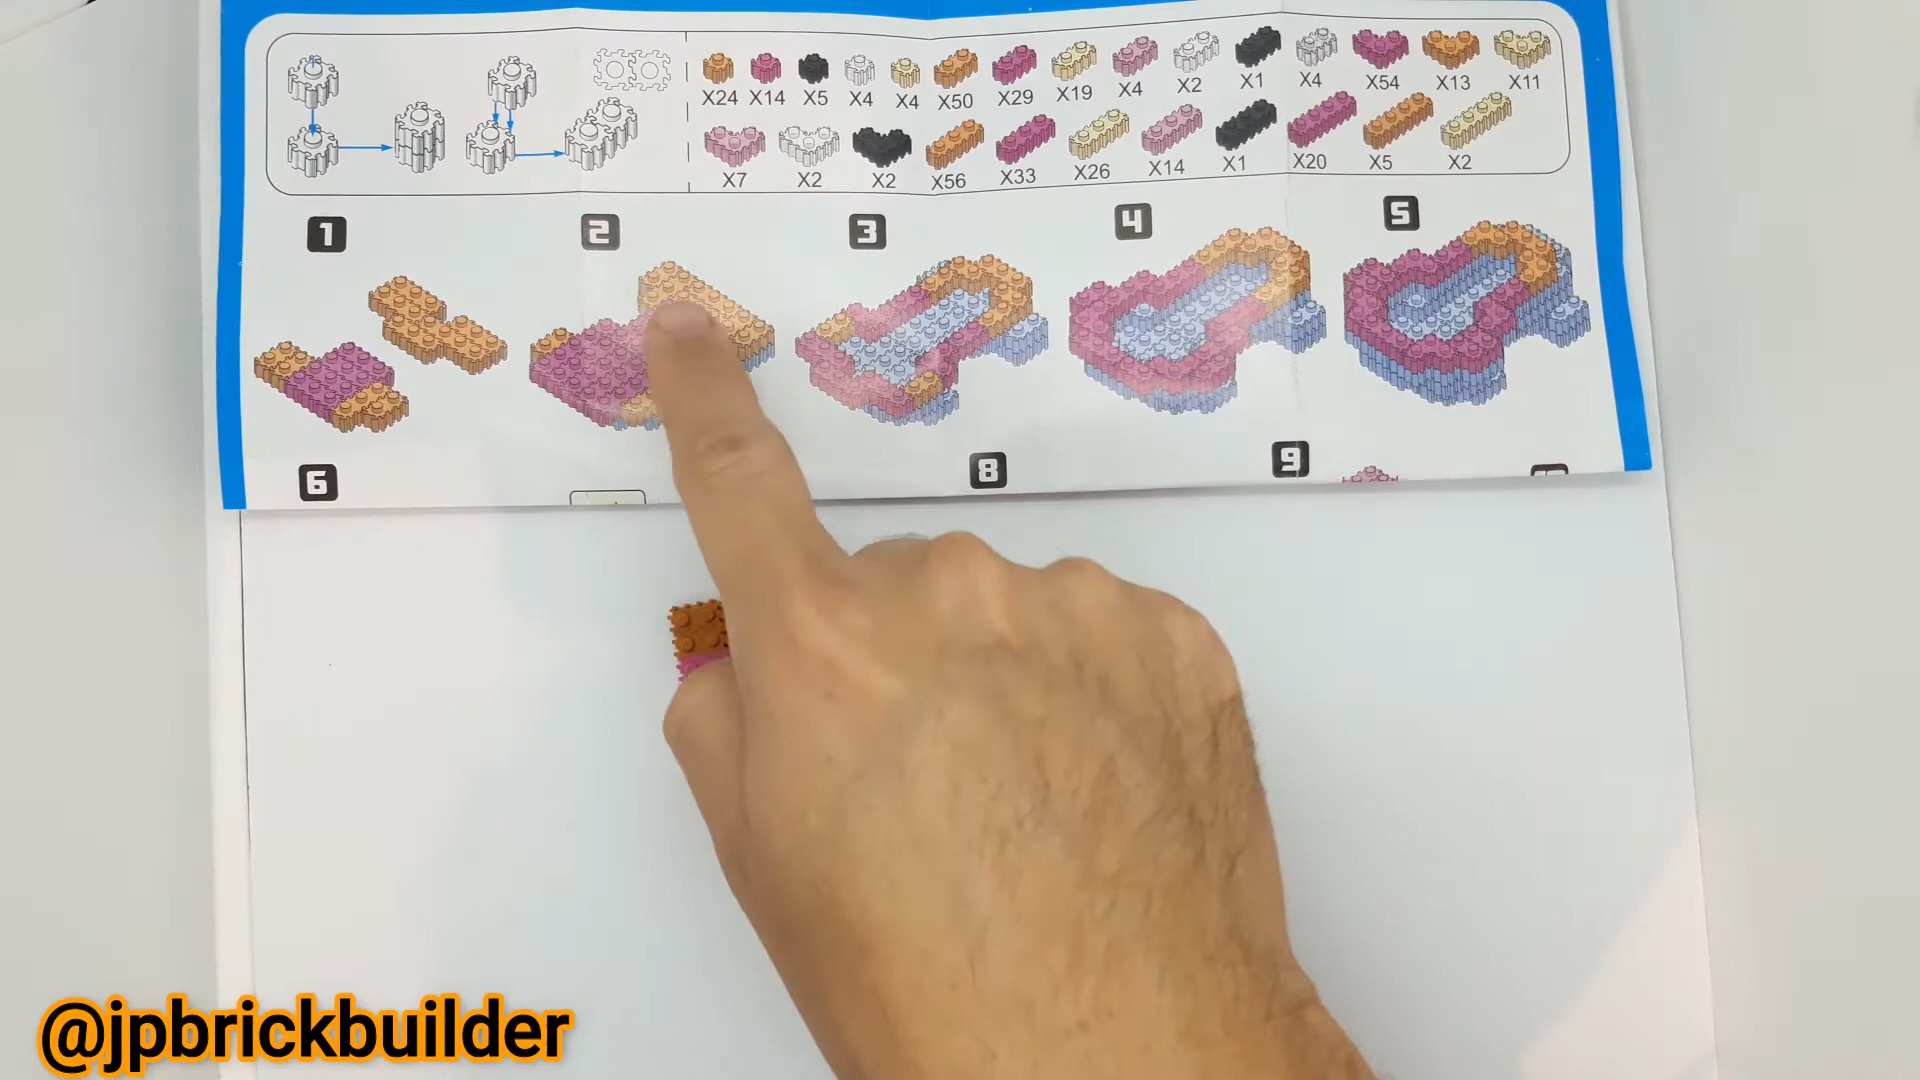 X24 X14 X5 X4 X4 X50 X29 X19 X4 X2 X1 X4 X54 X13 X11
X7 X2 X2 X56 X33 X26 X14 X1 X20 X5 X2
1 2 3 4 5
6 8 9
@jpbrickbuilder